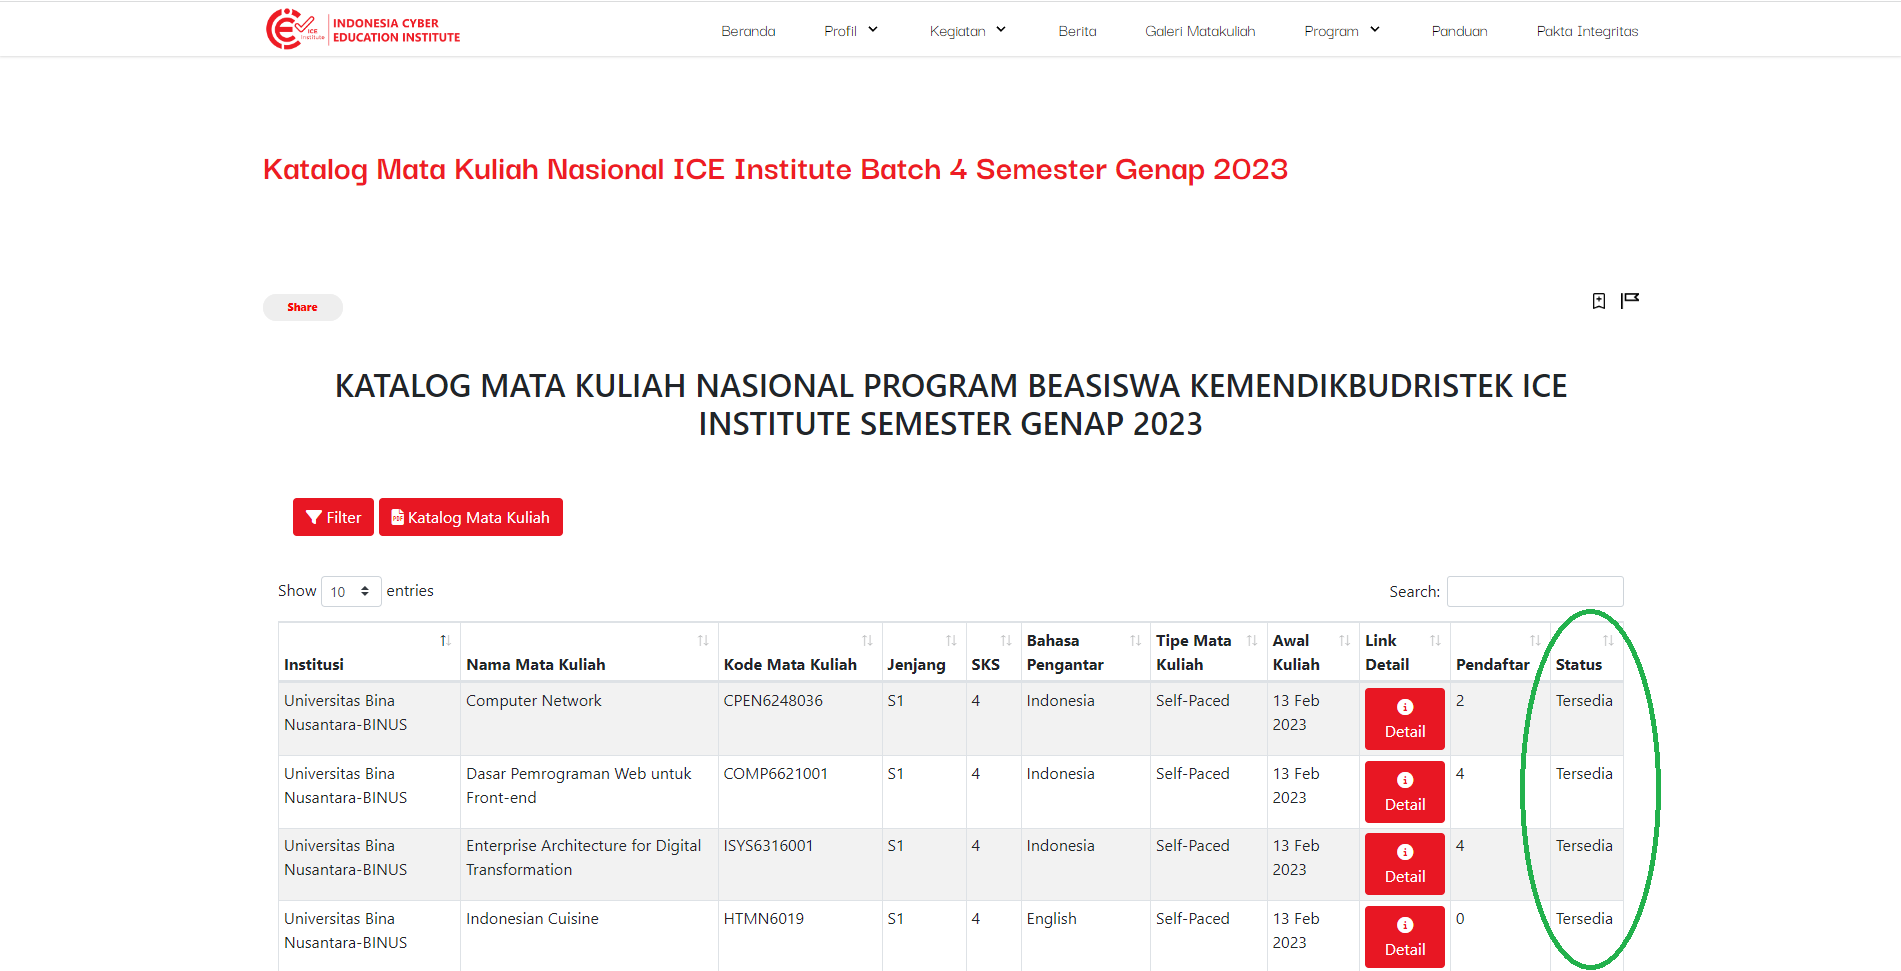 ICE
Institute
INDONESIA CYBER
EDUCATION INSTITUTE
Beranda
Profil
Kegiatan
Berita
Galeri Matakuliah
Program
Panduan
Pakta Integritas
Katalog Mata Kuliah Nasional ICE Institute Batch 4 Semester Genap 2023
Share
KATALOG MATA KULIAH NASIONAL PROGRAM BEASISWA KEMENDIKBUDRISTEK ICE
INSTITUTE SEMESTER GENAP 2023
Filter
PDF
Katalog Mata Kuliah
Show 10 entries
Search:
Institusi
Nama Mata Kuliah
Kode Mata Kuliah
Jenjang
SKS
Bahasa
Pengantar
Tipe Mata
Kuliah
Awal
Kuliah
Link
Detail
Pendaftar
Status
Universitas Bina
Nusantara-BINUS
Computer Network
CPEN6248036
S1
4
Indonesia
Self-Paced
13 Feb
2023
Detail
2
Tersedia
Universitas Bina
Nusantara-BINUS
Dasar Pemrograman Web untuk
Front-end
COMP6621001
S1
4
Indonesia
Self-Paced
13 Feb
2023
Detail
4
Tersedia
Universitas Bina
Nusantara-BINUS
Enterprise Architecture for Digital
Transformation
ISYS6316001
S1
4
Indonesia
Self-Paced
13 Feb
2023
Detail
4
Tersedia
Universitas Bina
Nusantara-BINUS
Indonesian Cuisine
HTMN6019
S1
4
English
Self-Paced
13 Feb
2023
Detail
0
Tersedia